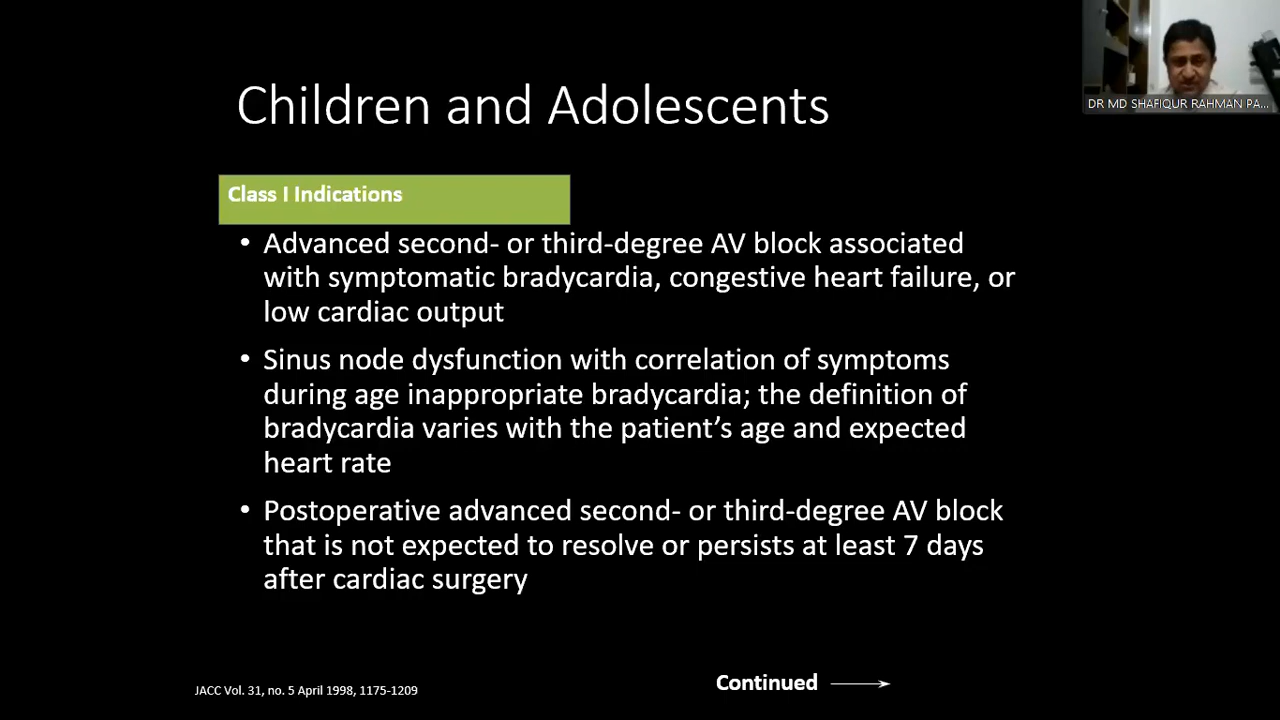 Children and Adolescents
DR MD SHAFIQUR RAHMAN PA...
Class I Indications
• Advanced second- or third-degree AV block associated
with symptomatic bradycardia, congestive heart failure, or
low cardiac output
• Sinus node dysfunction with correlation of symptoms
during age inappropriate bradycardia; the definition of
bradycardia varies with the patient’s age and expected
heart rate
• Postoperative advanced second- or third-degree AV block
that is not expected to resolve or persists at least 7 days
after cardiac surgery
Continued
JACC Vol. 31, no. 5 April 1998, 1175-1209